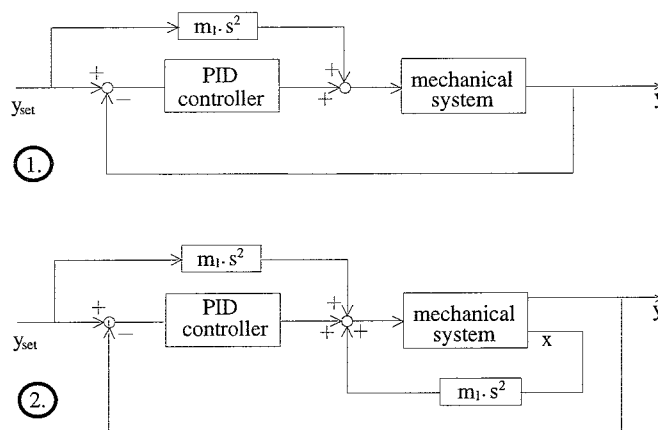 m₁. s²
+
PID
controller
+
mechanical
system
+
−
y_set
y
1.
m₁. s²
+
PID
controller
+
mechanical
system
+
+
−
+
y_set
y
x
m₁. s²
2.